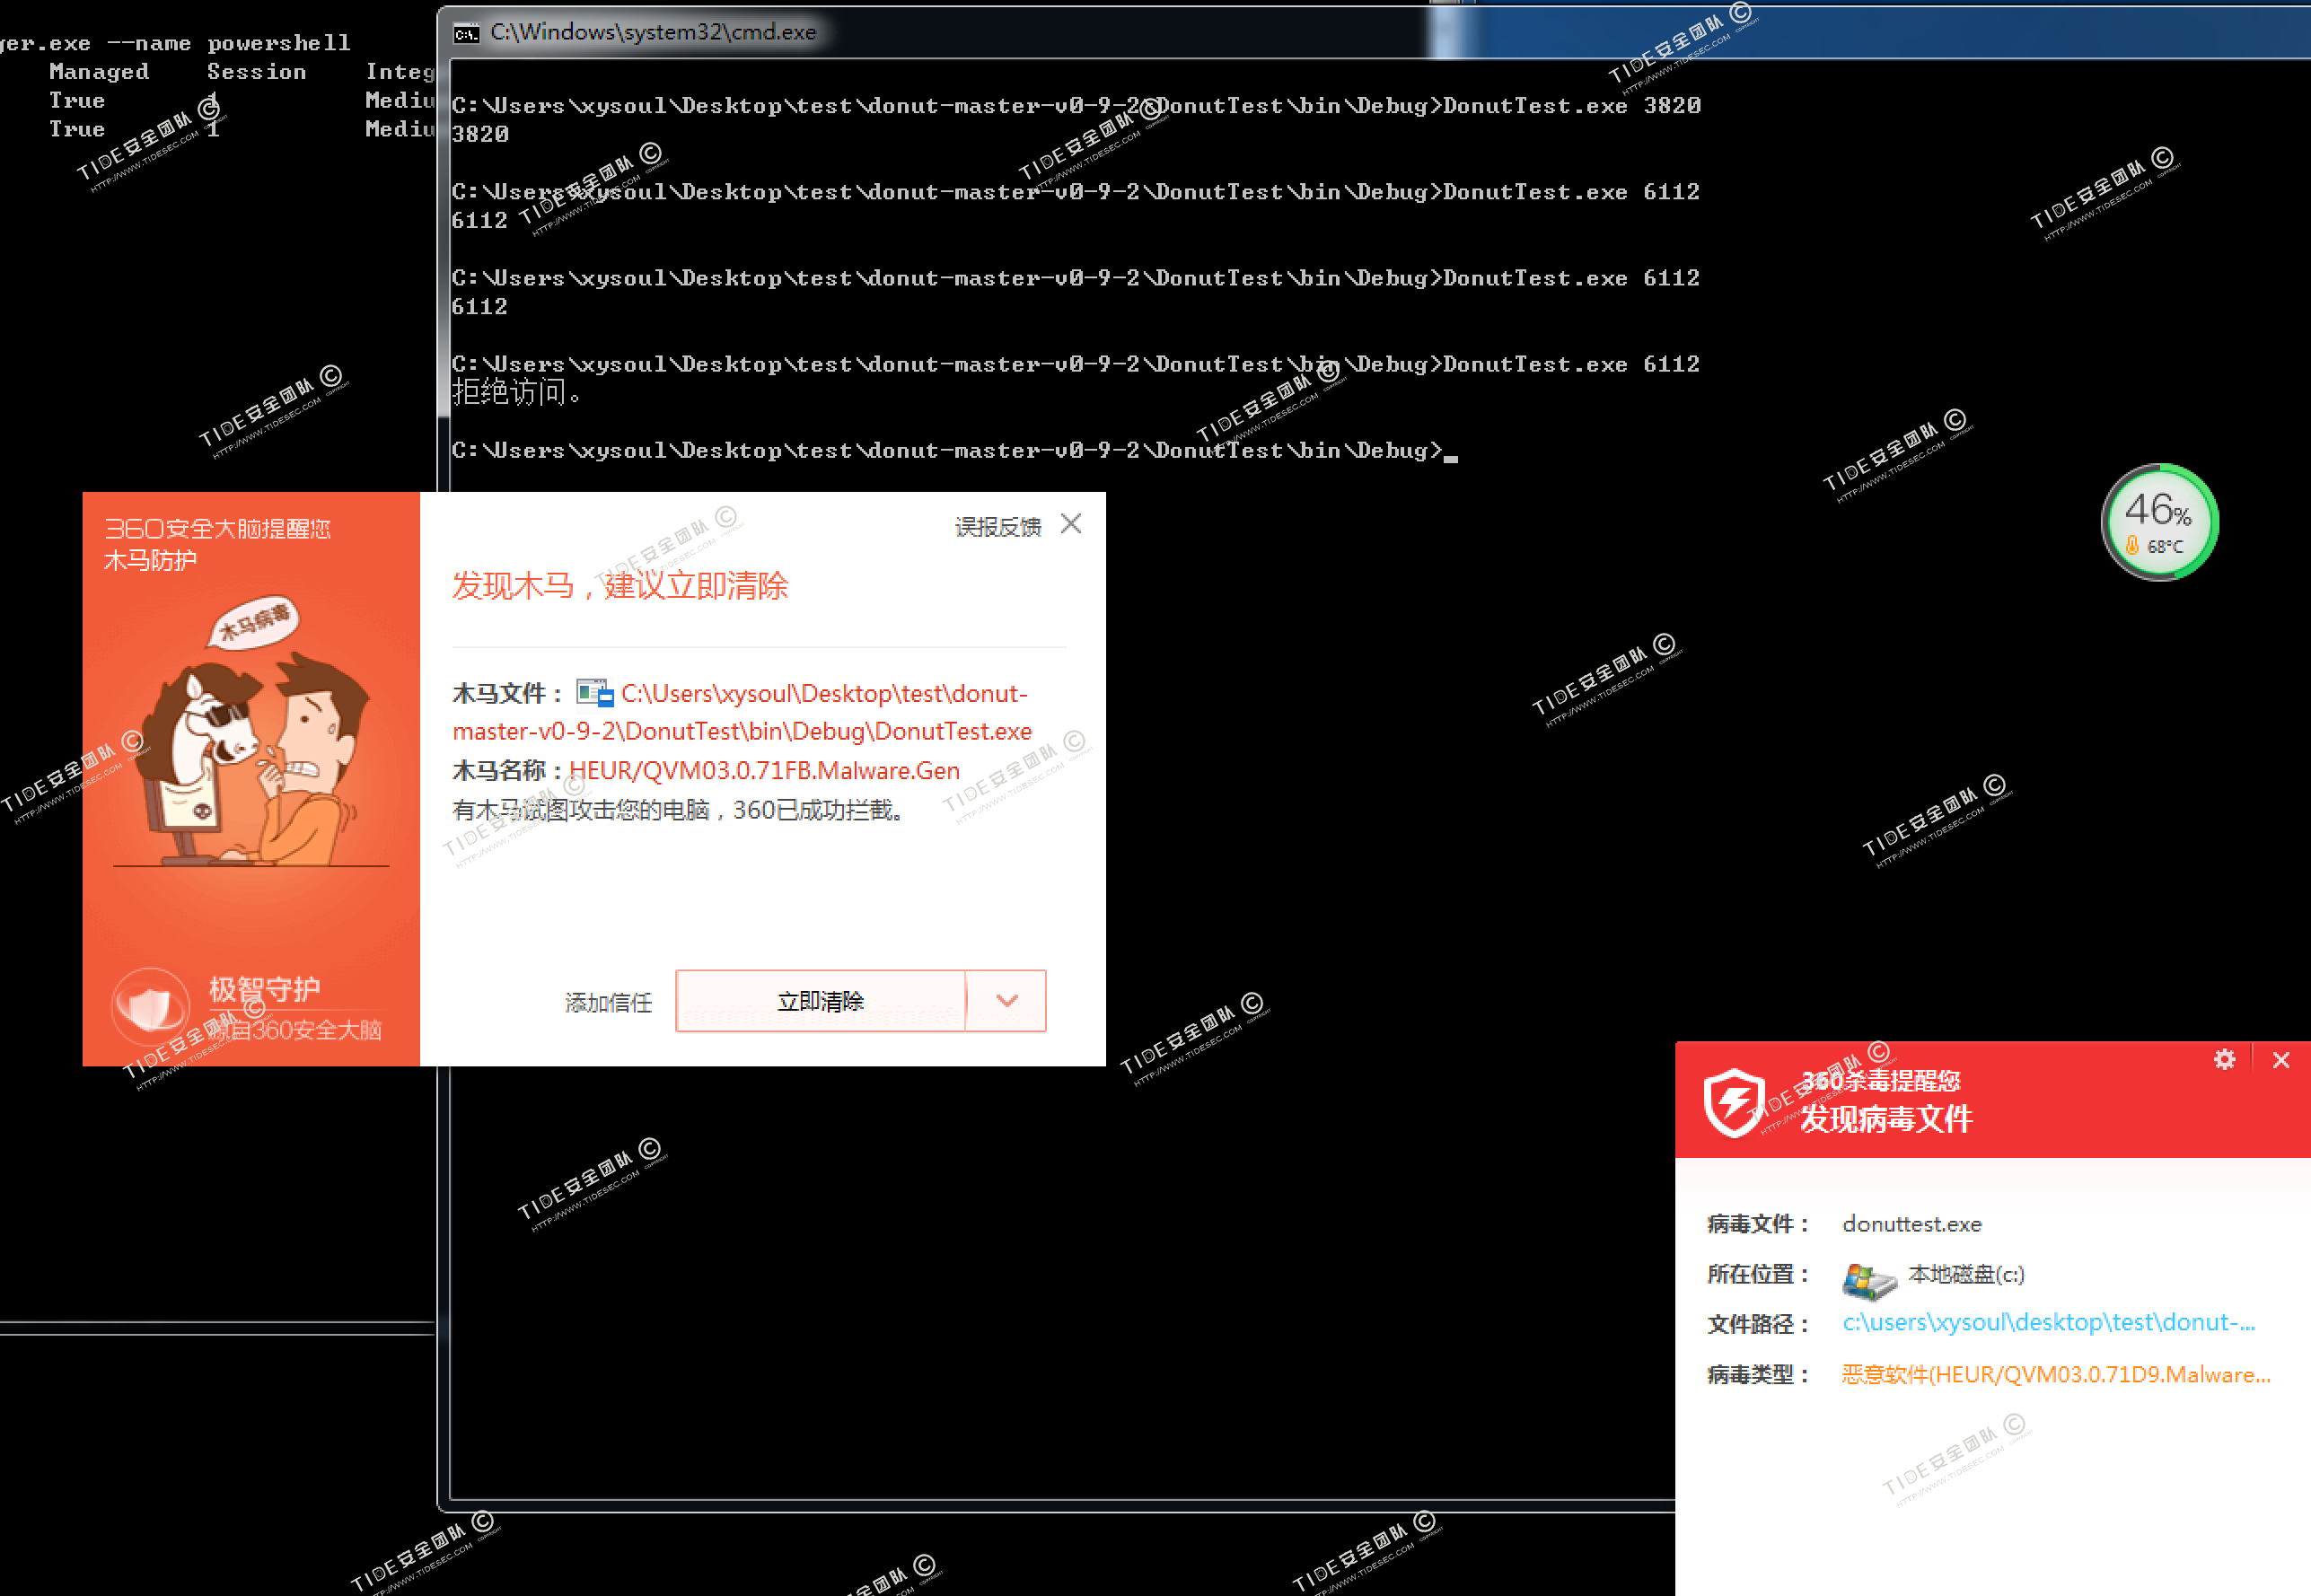 ger.exe --name powershell
Managed Session Integ
True 1 Mediu
True 1 Mediu
C:\Windows\system32\cmd.exe
C:\Users\xysoul\Desktop\test\donut-master-v0-9-2\DonutTest\bin\Debug>DonutTest.exe 3820
3820
C:\Users\xysoul\Desktop\test\donut-master-v0-9-2\DonutTest\bin\Debug>DonutTest.exe 6112
6112
C:\Users\xysoul\Desktop\test\donut-master-v0-9-2\DonutTest\bin\Debug>DonutTest.exe 6112
6112
C:\Users\xysoul\Desktop\test\donut-master-v0-9-2\DonutTest\bin\Debug>DonutTest.exe 6112
拒绝访问。
C:\Users\xysoul\Desktop\test\donut-master-v0-9-2\DonutTest\bin\Debug>
46%
68°C
360安全大脑提醒您
木马防护
木马病毒
极智守护
源自360安全大脑
误报反馈
发现木马，建议立即清除
木马文件： C:\Users\xysoul\Desktop\test\donut-
master-v0-9-2\DonutTest\bin\Debug\DonutTest.exe
木马名称：HEUR/QVM03.0.71FB.Malware.Gen
有木马试图攻击您的电脑，360已成功拦截。
添加信任 立即清除
360杀毒提醒您
发现病毒文件
病毒文件： donuttest.exe
所在位置： 本地磁盘(c:)
文件路径： c:\users\xysoul\desktop\test\donut-...
病毒类型： 恶意软件(HEUR/QVM03.0.71D9.Malware...
TIDE安全团队 ©
HTTP://WWW.TIDESEC.COM COPYRIGHT